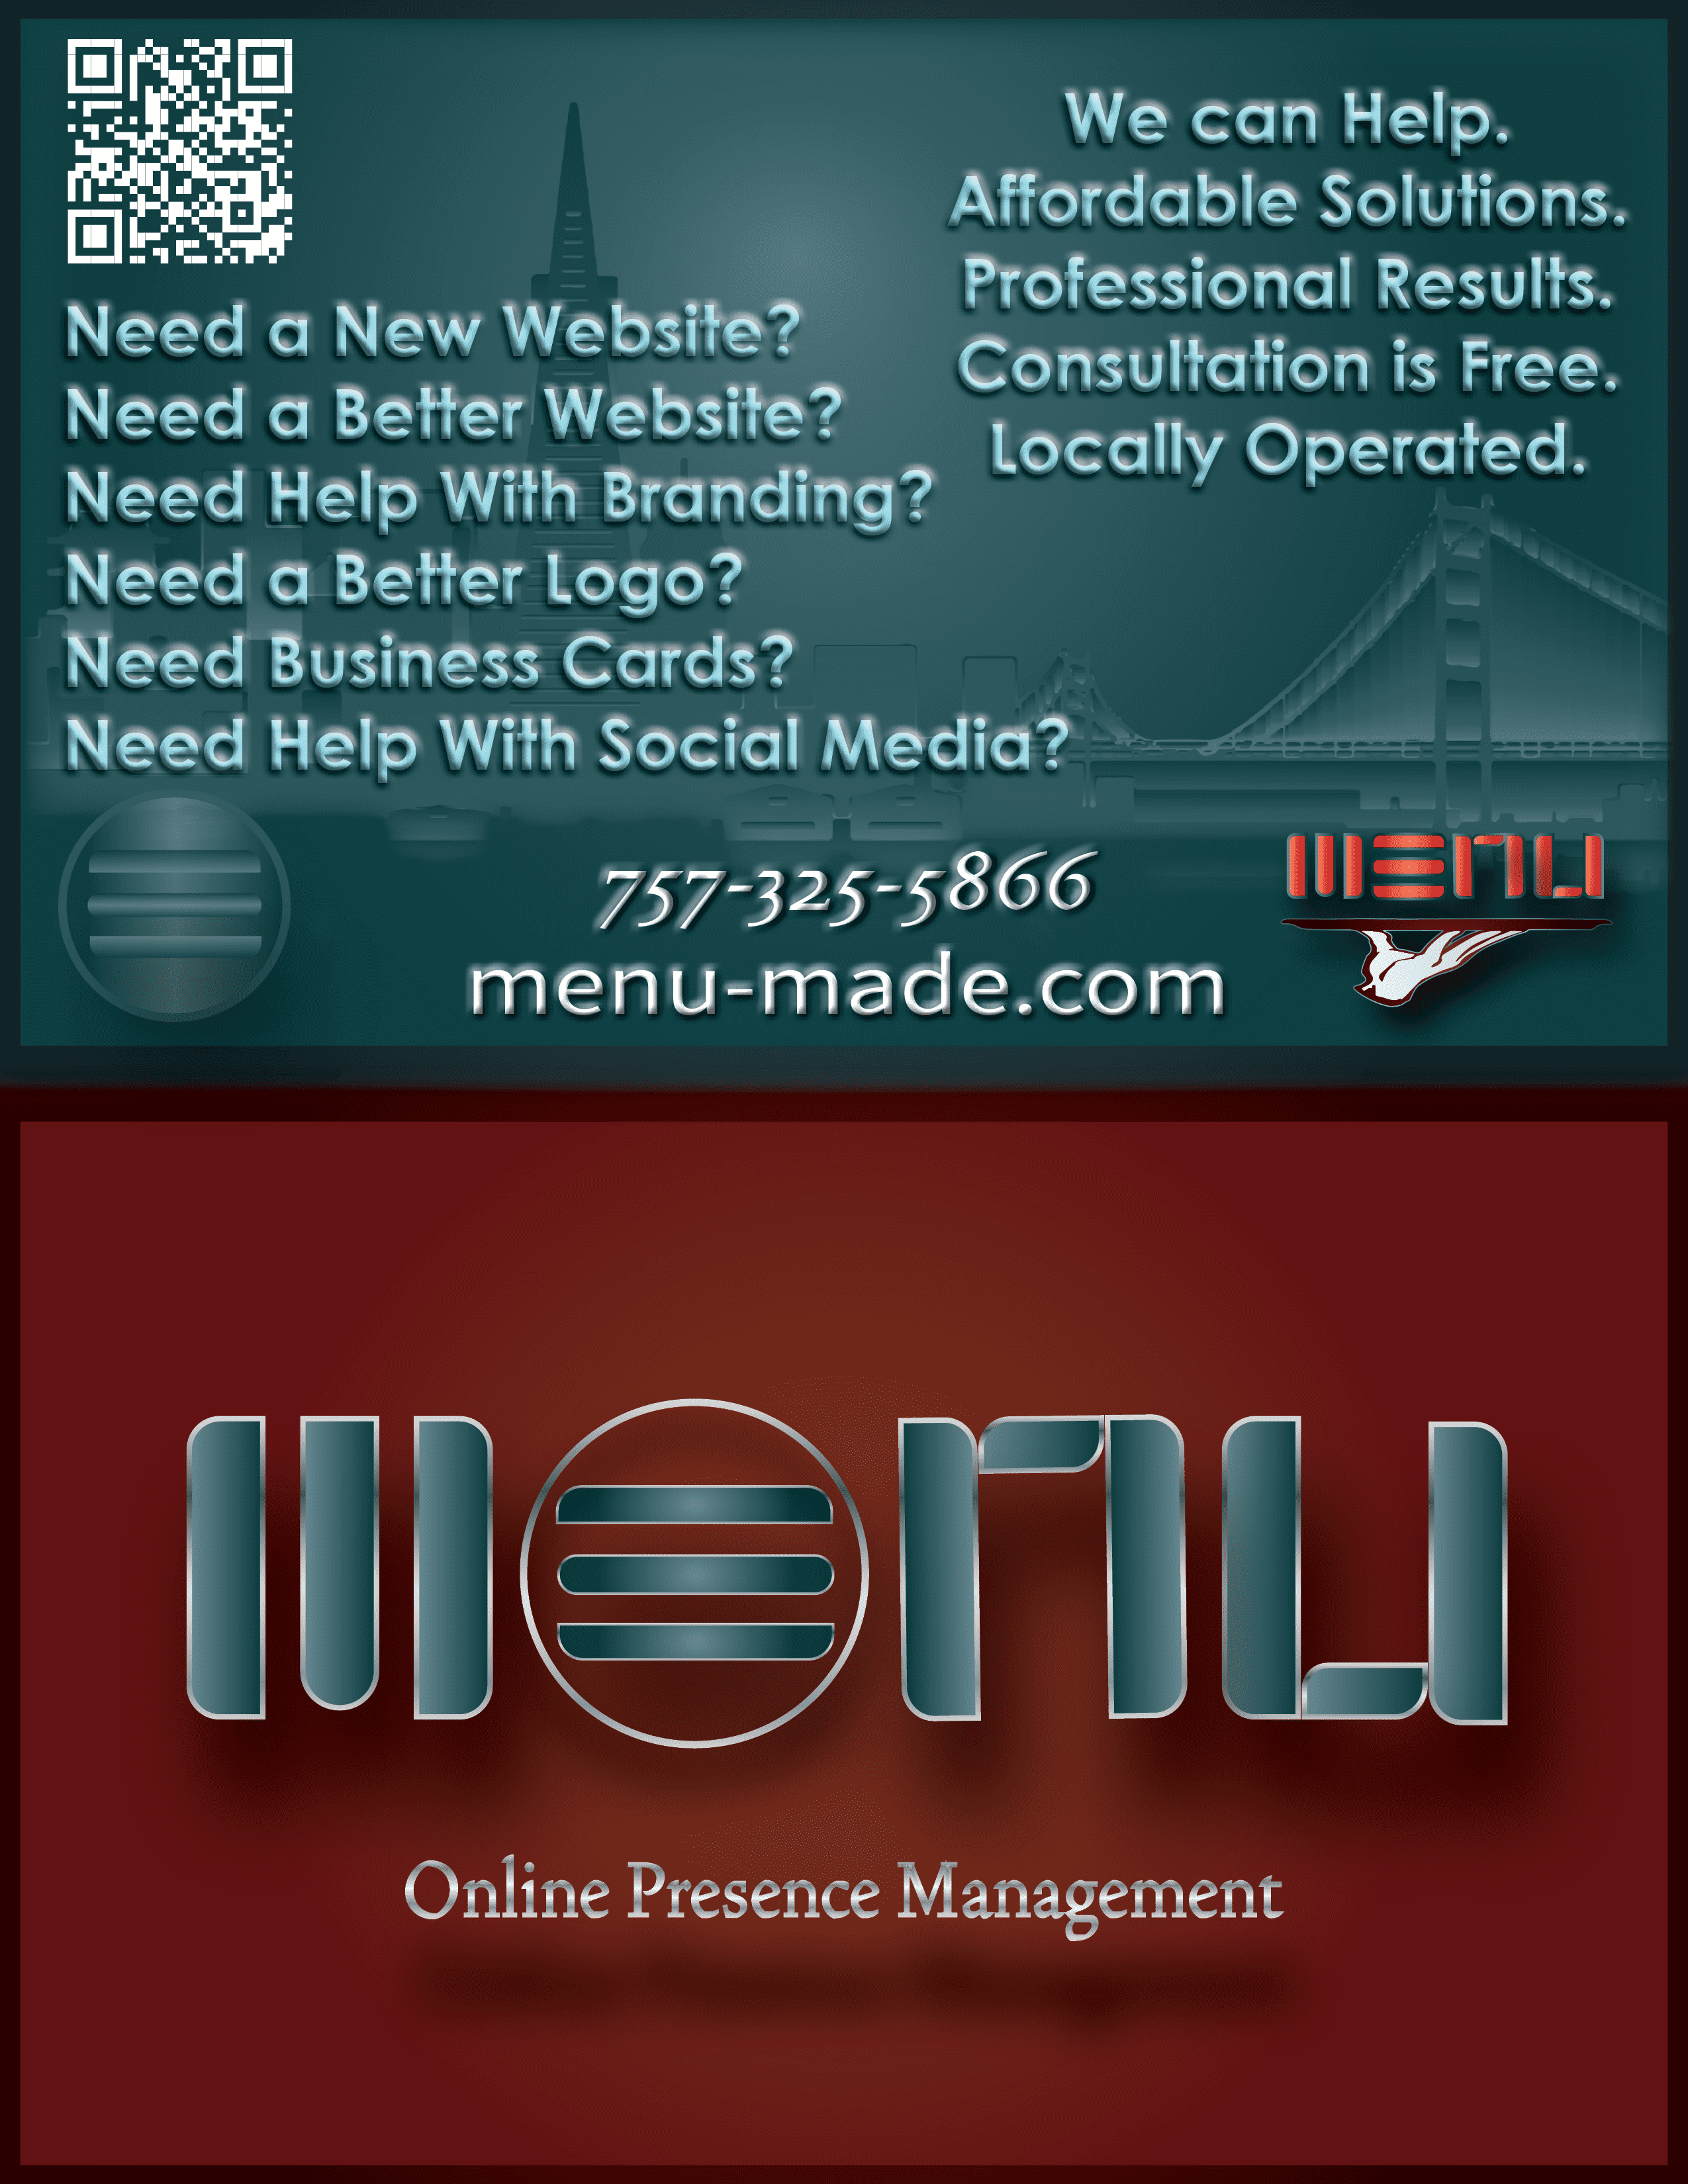 We can Help.
Affordable Solutions.
Professional Results.
Consultation is Free.
Locally Operated.
Need a New Website?
Need a Better Website?
Need Help With Branding?
Need a Better Logo?
Need Business Cards?
Need Help With Social Media?
757-325-5866
menu-made.com
menu
menu
Online Presence Management